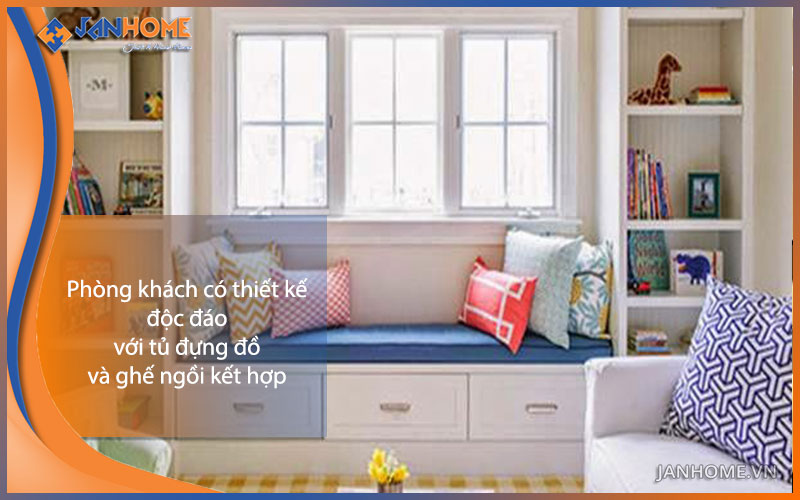 JANHOME
-M-
Phòng khách có thiết kế
độc đáo
với tủ đựng đồ
và ghế ngồi kết hợp
JANHOME.VN